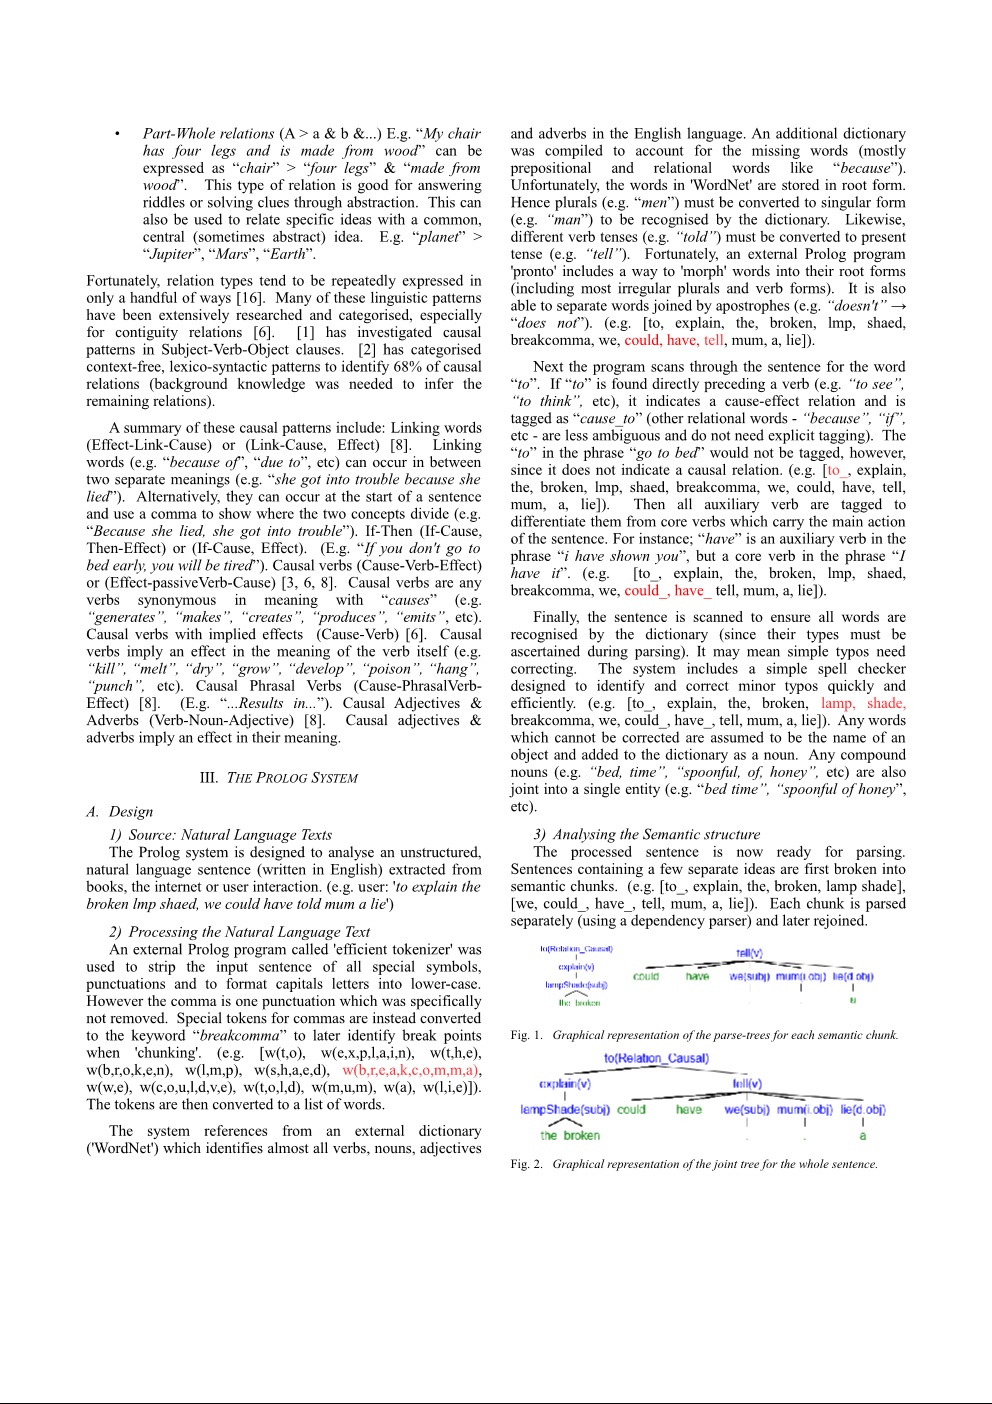 • Part-Whole relations (A > a & b &...) E.g. “My chair
has four legs and is made from wood” can be
expressed as “chair” > “four legs” & “made from
wood”. This type of relation is good for answering
riddles or solving clues through abstraction. This can
also be used to relate specific ideas with a common,
central (sometimes abstract) idea. E.g. “planet” >
“Jupiter”, “Mars”, “Earth”.
Fortunately, relation types tend to be repeatedly expressed in
only a handful of ways [16]. Many of these linguistic patterns
have been extensively researched and categorised, especially
for contiguity relations [6]. [1] has investigated causal
patterns in Subject-Verb-Object clauses. [2] has categorised
context-free, lexico-syntactic patterns to identify 68% of causal
relations (background knowledge was needed to infer the
remaining relations).
A summary of these causal patterns include: Linking words
(Effect-Link-Cause) or (Link-Cause, Effect) [8]. Linking
words (e.g. “because of”, “due to”, etc) can occur in between
two separate meanings (e.g. “she got into trouble because she
lied”). Alternatively, they can occur at the start of a sentence
and use a comma to show where the two concepts divide (e.g.
“Because she lied, she got into trouble”). If-Then (If-Cause,
Then-Effect) or (If-Cause, Effect). (E.g. “If you don't go to
bed early, you will be tired”). Causal verbs (Cause-Verb-Effect)
or (Effect-passiveVerb-Cause) [3, 6, 8]. Causal verbs are any
verbs synonymous in meaning with “causes” (e.g.
“generates”, “makes”, “creates”, “produces”, “emits”, etc).
Causal verbs with implied effects (Cause-Verb) [6]. Causal
verbs imply an effect in the meaning of the verb itself (e.g.
“kill”, “melt”, “dry”, “grow”, “develop”, “poison”, “hang”,
“punch”, etc). Causal Phrasal Verbs (Cause-PhrasalVerb-
Effect) [8]. (E.g. “...Results in...”). Causal Adjectives &
Adverbs (Verb-Noun-Adjective) [8]. Causal adjectives &
adverbs imply an effect in their meaning.
III. THE PROLOG SYSTEM
A. Design
1) Source: Natural Language Texts
The Prolog system is designed to analyse an unstructured,
natural language sentence (written in English) extracted from
books, the internet or user interaction. (e.g. user: 'to explain the
broken lmp shaed, we could have told mum a lie')
2) Processing the Natural Language Text
An external Prolog program called 'efficient tokenizer' was
used to strip the input sentence of all special symbols,
punctuations and to format capitals letters into lower-case.
However the comma is one punctuation which was specifically
not removed. Special tokens for commas are instead converted
to the keyword “breakcomma” to later identify break points
when 'chunking'. (e.g. [w(t,o), w(e,x,p,l,a,i,n), w(t,h,e),
w(b,r,o,k,e,n), w(l,m,p), w(s,h,a,e,d), w(b,r,e,a,k,c,o,m,m,a),
w(w,e), w(c,o,u,l,d,v,e), w(t,o,l,d), w(m,u,m), w(a), w(l,i,e)]).
The tokens are then converted to a list of words.
The system references from an external dictionary
('WordNet') which identifies almost all verbs, nouns, adjectives
and adverbs in the English language. An additional dictionary
was compiled to account for the missing words (mostly
prepositional and relational words like “because”).
Unfortunately, the words in 'WordNet' are stored in root form.
Hence plurals (e.g. “men”) must be converted to singular form
(e.g. “man”) to be recognised by the dictionary. Likewise,
different verb tenses (e.g. “told”) must be converted to present
tense (e.g. “tell”). Fortunately, an external Prolog program
'pronto' includes a way to 'morph' words into their root forms
(including most irregular plurals and verb forms). It is also
able to separate words joined by apostrophes (e.g. “doesn't” →
“does not”). (e.g. [to, explain, the, broken, lmp, shaed,
breakcomma, we, could, have, tell, mum, a, lie]).
Next the program scans through the sentence for the word
“to”. If “to” is found directly preceding a verb (e.g. “to see”,
“to think”, etc), it indicates a cause-effect relation and is
tagged as “cause_to” (other relational words - “because”, “if”,
etc - are less ambiguous and do not need explicit tagging). The
“to” in the phrase “go to bed” would not be tagged, however,
since it does not indicate a causal relation. (e.g. [to_, explain,
the, broken, lmp, shaed, breakcomma, we, could, have, tell,
mum, a, lie]). Then all auxiliary verb are tagged to
differentiate them from core verbs which carry the main action
of the sentence. For instance; “have” is an auxiliary verb in the
phrase “i have shown you”, but a core verb in the phrase “I
have it”. (e.g. [to_, explain, the, broken, lmp, shaed,
breakcomma, we, could_, have_ tell, mum, a, lie]).
Finally, the sentence is scanned to ensure all words are
recognised by the dictionary (since their types must be
ascertained during parsing). It may mean simple typos need
correcting. The system includes a simple spell checker
designed to identify and correct minor typos quickly and
efficiently. (e.g. [to_, explain, the, broken, lamp, shade,
breakcomma, we, could_, have_, tell, mum, a, lie]). Any words
which cannot be corrected are assumed to be the name of an
object and added to the dictionary as a noun. Any compound
nouns (e.g. “bed, time”, “spoonful, of, honey”, etc) are also
joint into a single entity (e.g. “bed time”, “spoonful of honey”,
etc).
3) Analysing the Semantic structure
The processed sentence is now ready for parsing.
Sentences containing a few separate ideas are first broken into
semantic chunks. (e.g. [to_, explain, the, broken, lamp shade],
[we, could_, have_, tell, mum, a, lie]). Each chunk is parsed
separately (using a dependency parser) and later rejoined.
to(Relation_Causal) tell(v)
explain(v) could have we(subj) mum(i.obj) lie(d.obj)
lampShade(subj)
the broken a
Fig. 1. Graphical representation of the parse-trees for each semantic chunk.
to(Relation_Causal)
explain(v) tell(v)
lampShade(subj) could have we(subj) mum(i.obj) lie(d.obj)
the broken a
Fig. 2. Graphical representation of the joint tree for the whole sentence.